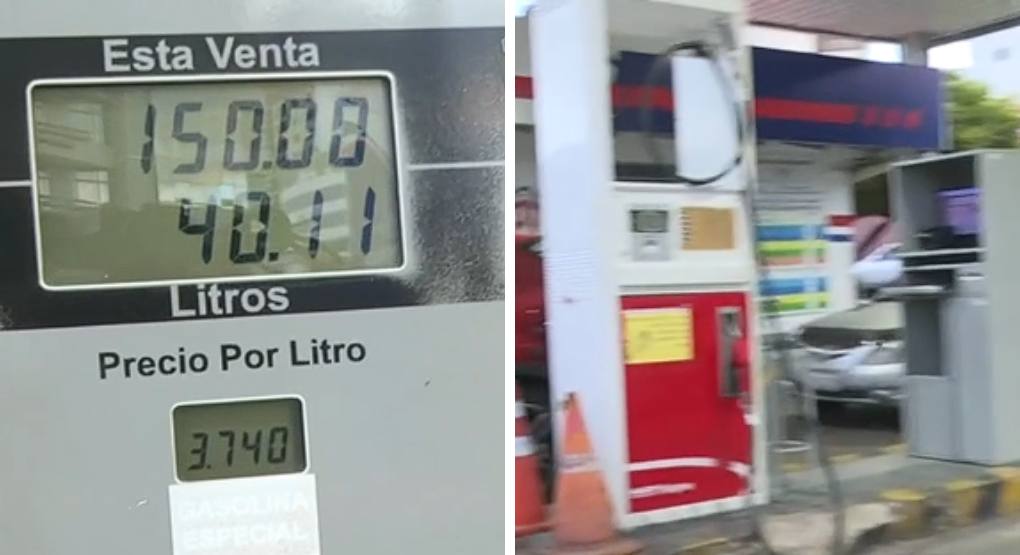 Esta Venta
150.00
40.11
Litros
Precio Por Litro
3.740
GASOLINA
ESPECIAL